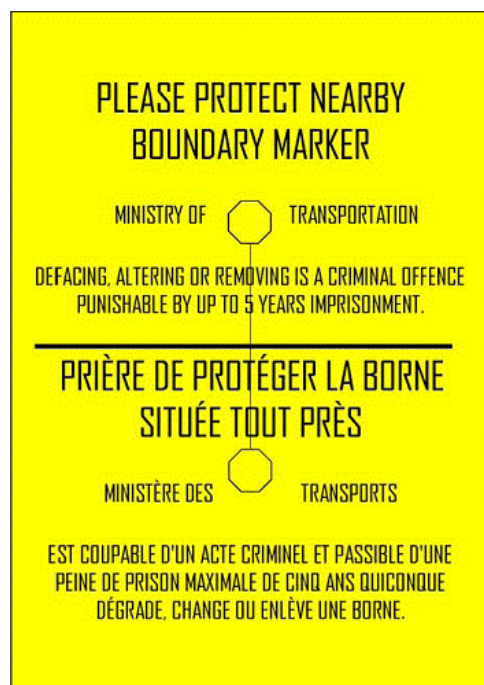 PLEASE PROTECT NEARBY
BOUNDARY MARKER
MINISTRY OF TRANSPORTATION
DEFACING, ALTERING OR REMOVING IS A CRIMINAL OFFENCE
PUNISHABLE BY UP TO 5 YEARS IMPRISONMENT.
PRIÈRE DE PROTÉGER LA BORNE
SITUÉE TOUT PRÈS
MINISTÈRE DES TRANSPORTS
EST COUPABLE D'UN ACTE CRIMINEL ET PASSIBLE D'UNE
PEINE DE PRISON MAXIMALE DE CINQ ANS QUICONQUE
DÉGRADE, CHANGE OU ENLÈVE UNE BORNE.